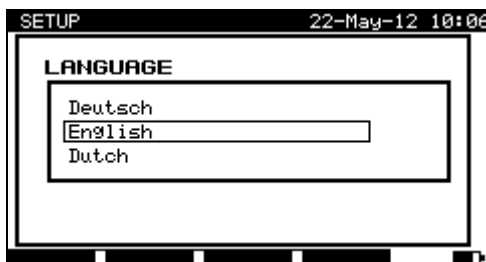 SETUP 22-May-12 10:06
LANGUAGE
Deutsch
English
Dutch